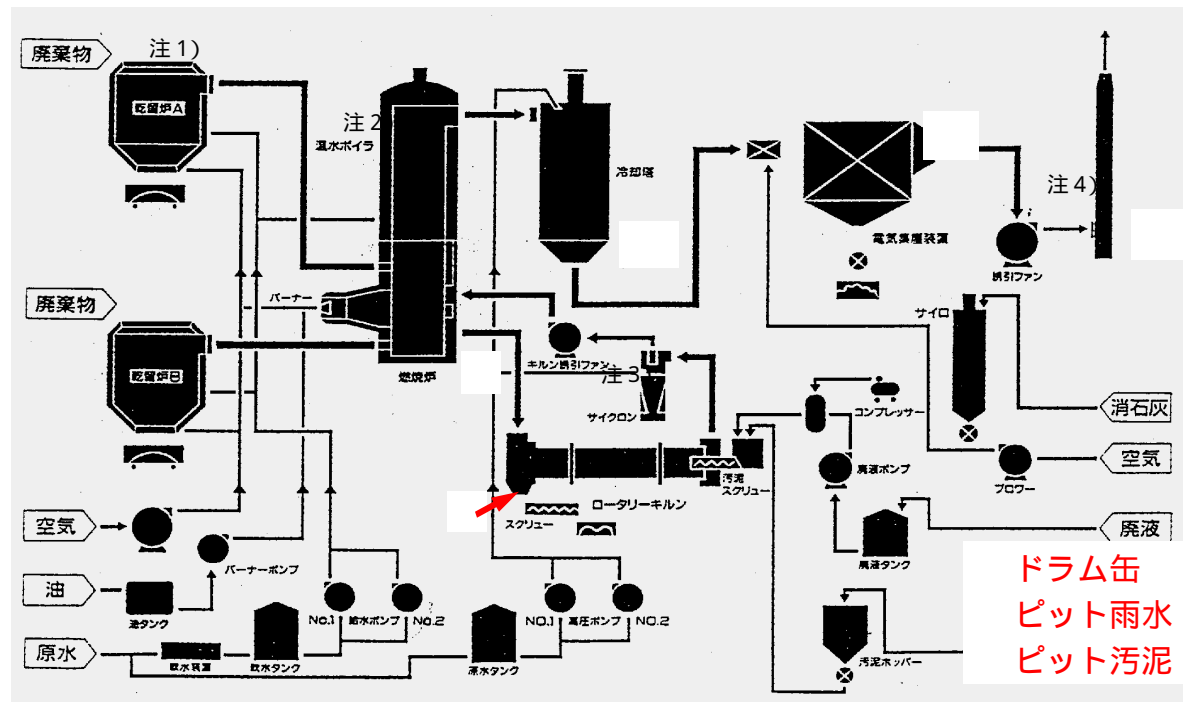 廃棄物
注1)
乾留炉A
注2
温水ボイラ
冷却塔
注4)
電気集塵装置
誘引ファン
廃棄物
バーナー
サイロ
乾留炉B
燃焼炉
キルン誘引ファン
注3
サイクロン
コンプレッサー
消石灰
汚泥
スクリュー
廃液ポンプ
空気
ブロワー
ロータリーキルン
スクリュー
空気
廃液
バーナーポンプ
廃液タンク
油
油タンク
No.1
給水ポンプ
No.2
NO.1
高圧ポンプ
NO.2
原水
軟水装置
軟水タンク
原水タンク
汚泥ホッパー
ドラム缶
ピット雨水
ピット汚泥